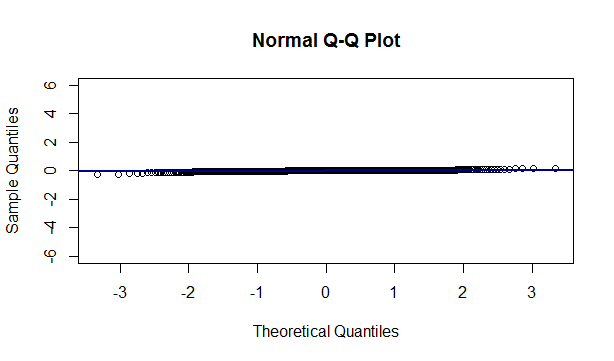 Normal Q-Q Plot
Sample Quantiles
6
4
2
0
-2
-4
-6
-3 -2 -1 0 1 2 3
Theoretical Quantiles